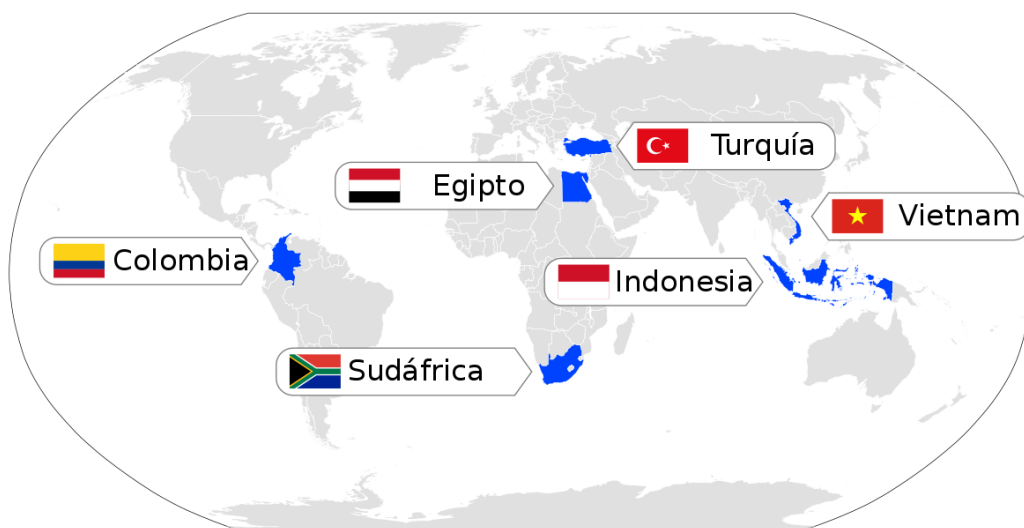 Turquía
Egipto
Vietnam
Colombia
Indonesia
Sudáfrica